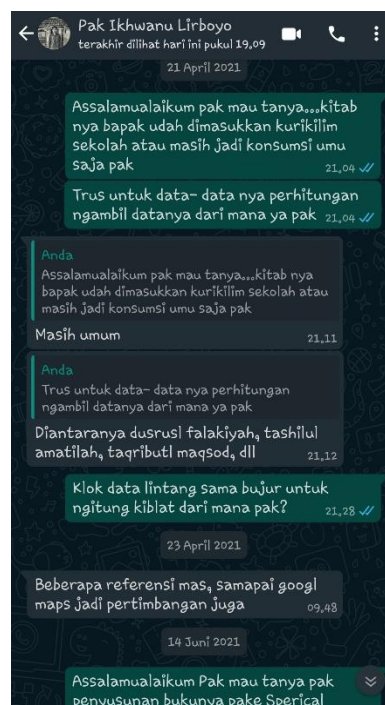 Pak Ikhwanu Lirboyo
terakhir dilihat hari ini pukul 19.09
21 April 2021
Assalamualaikum pak mau tanya...kitab
nya bapak udah dimasukkan kurikilim
sekolah atau masih jadi konsumsi umu
saja pak
21.04
Trus untuk data- data nya perhitungan
ngambil datanya dari mana ya pak 21.04
Anda
Assalamualaikum pak mau tanya...kitab nya
bapak udah dimasukkan kurikilim sekolah atau
masih jadi konsumsi umu saja pak
Masih umum
21.11
Anda
Trus untuk data- data nya perhitungan
ngambil datanya dari mana ya pak
Diantaranya dusrusl falakiyah, tashilul
amatilah, taqributl maqsod, dll
21.12
Klok data lintang sama bujur untuk
ngitung kiblat dari mana pak?
21.28
23 April 2021
Beberapa referensi mas, samapai googl
maps jadi pertimbangan juga
09.48
14 Juni 2021
Assalamualaikum Pak mau tanya pak
penyusunan bukunya pake Sperical